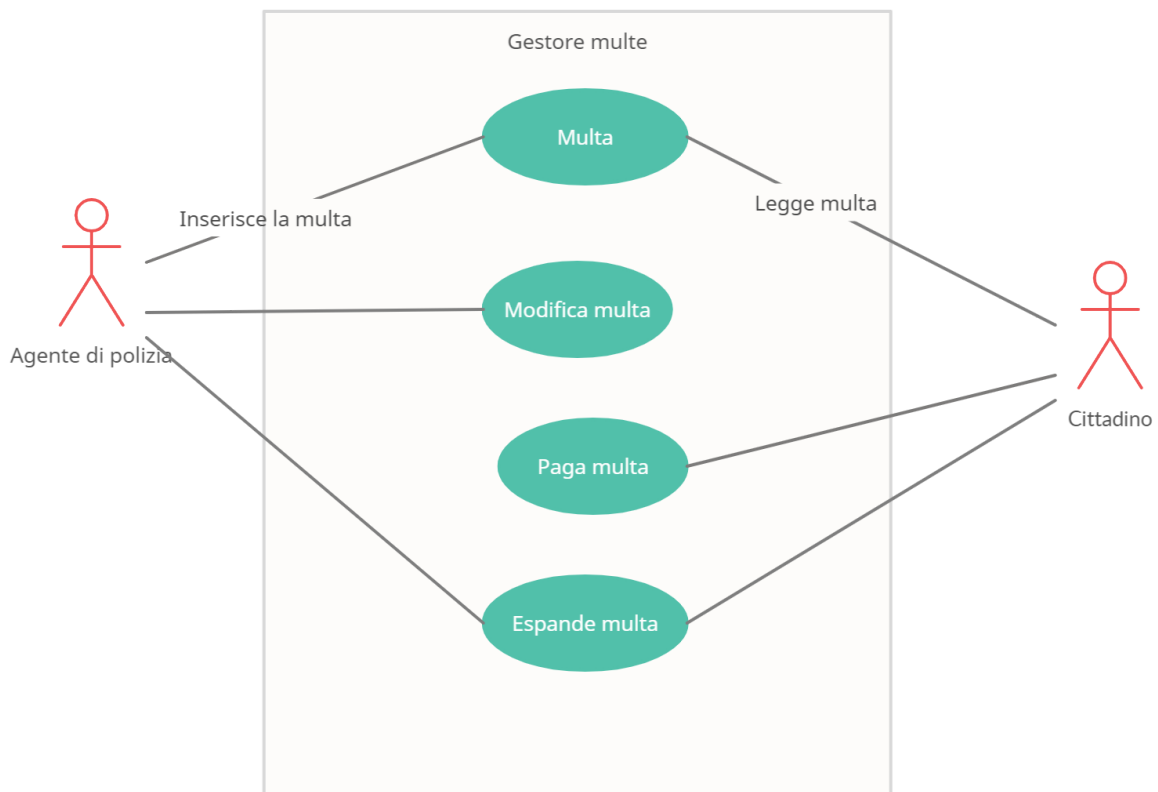 Gestore multe
Multa
Inserisce la multa
Legge multa
Modifica multa
Agente di polizia
Cittadino
Paga multa
Espande multa